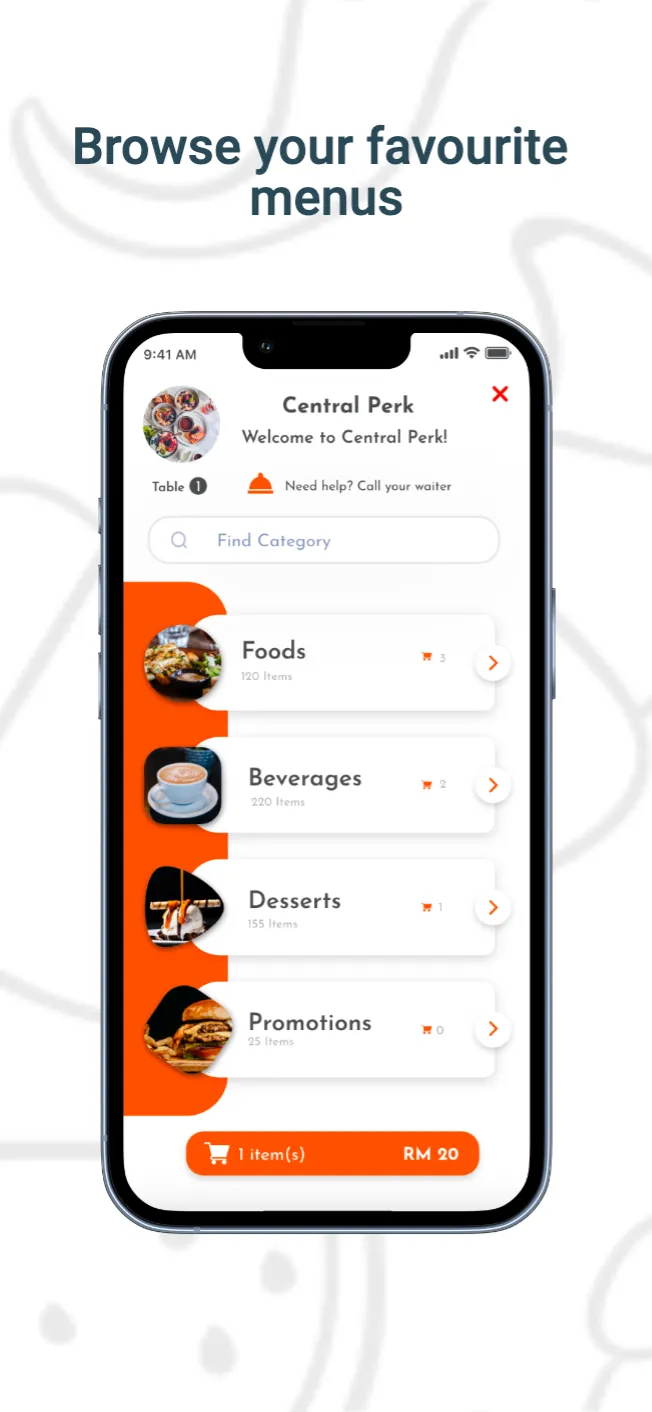 Browse your favourite
menus
9:41 AM
Central Perk
Welcome to Central Perk!
Table 1
Need help? Call your waiter
Find Category
Foods
3
120 Items
Beverages
2
220 Items
Desserts
1
155 Items
Promotions
0
25 Items
1 item(s) RM 20